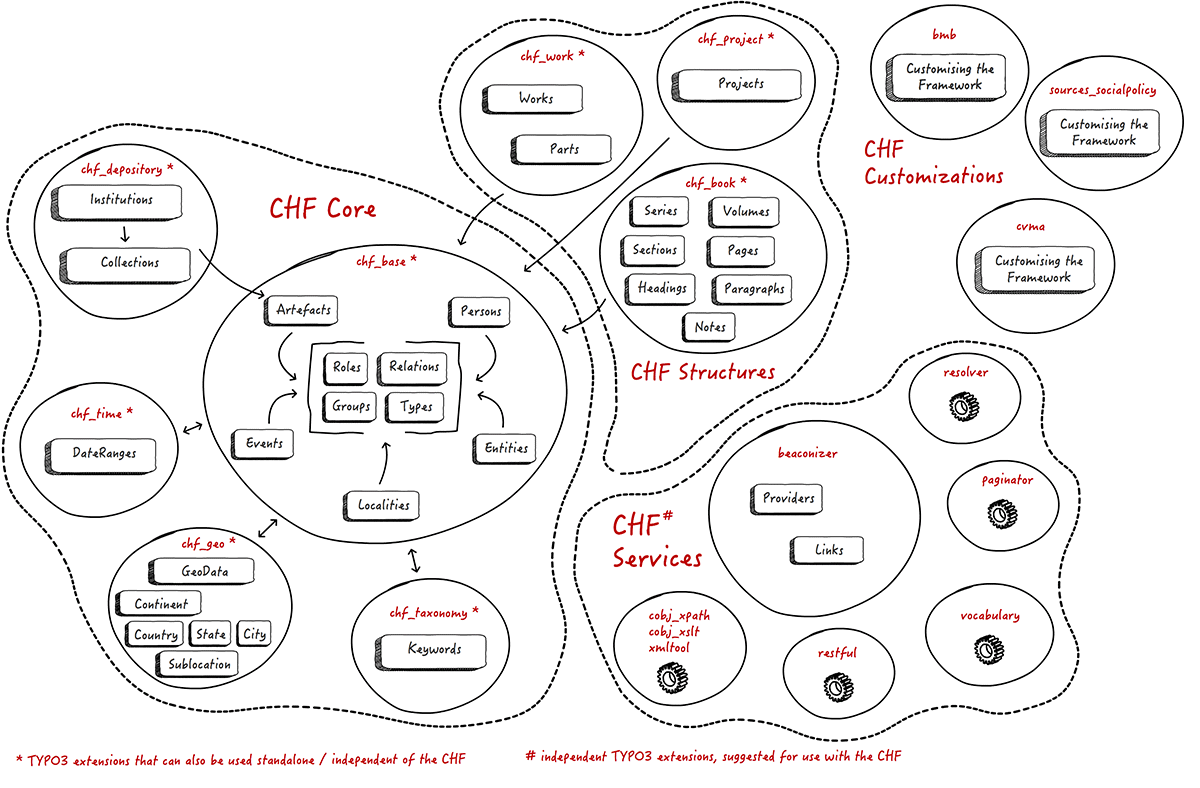 chf_work *
Works
Parts
chf_project *
Projects
chf_book *
Series
Volumes
Sections
Pages
Headings
Paragraphs
Notes
CHF Structures
bmb
Customising the
Framework
sources_socialpolicy
Customising the
Framework
CHF
Customizations
cvma
Customising the
Framework
chf_depository *
Institutions
Collections
CHF Core
chf_base *
Artefacts
Persons
Roles
Relations
Groups
Types
Events
Entities
Localities
chf_time *
DateRanges
chf_geo *
GeoData
Continent
Country
State
City
Sublocation
chf_taxonomy *
Keywords
CHF#
Services
resolver
beaconizer
Providers
Links
paginator
vocabulary
restful
cobj_xpath
cobj_xslt
xmltool
* TYPO3 extensions that can also be used standalone / independent of the CHF
# independent TYPO3 extensions, suggested for use with the CHF